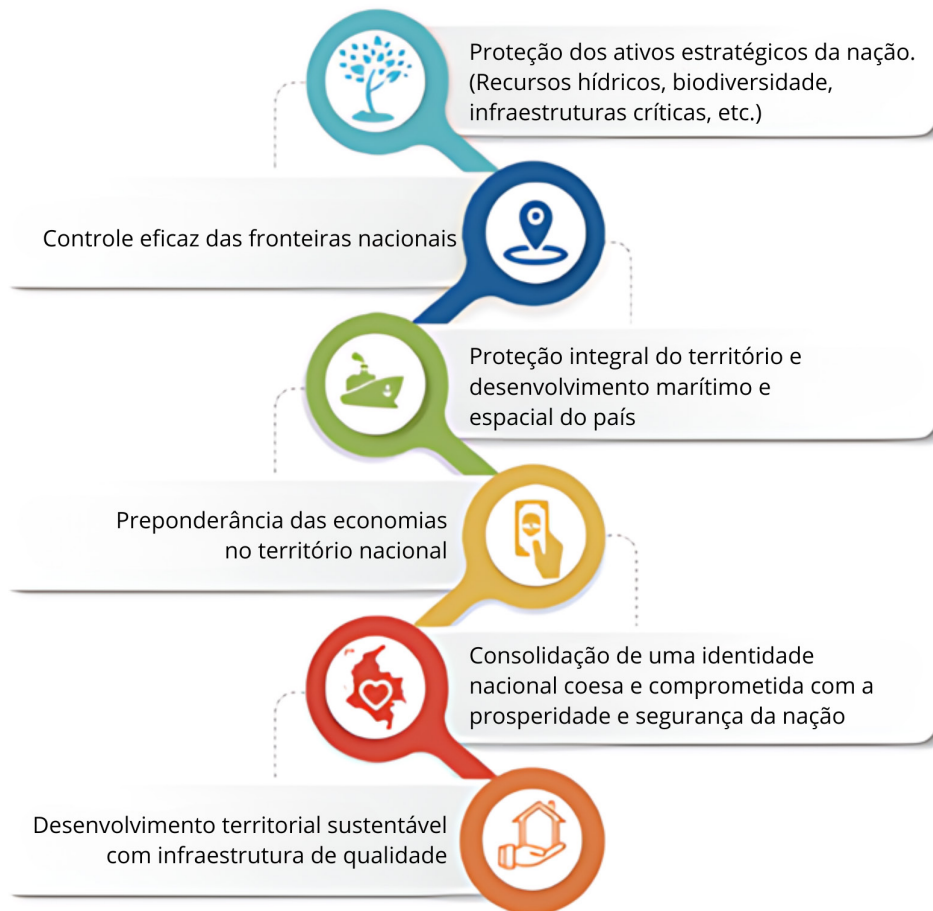 Proteção dos ativos estratégicos da nação.
(Recursos hídricos, biodiversidade,
infraestruturas críticas, etc.)
Controle eficaz das fronteiras nacionais
Proteção integral do território e
desenvolvimento marítimo e
espacial do país
Preponderância das economias
no território nacional
Consolidação de uma identidade
nacional coesa e comprometida com a
prosperidade e segurança da nação
Desenvolvimento territorial sustentável
com infraestrutura de qualidade